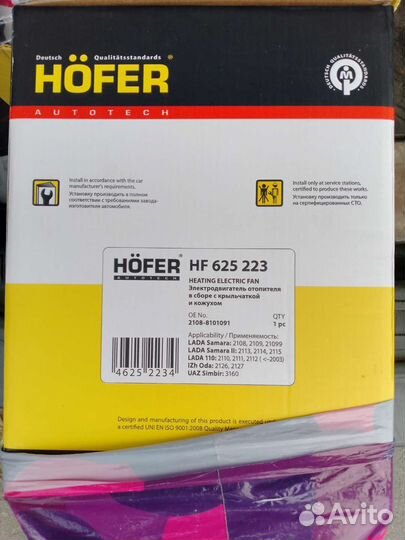 Deutsch Qualitätsstandards ®
HÖFER
AUTOTECH
DEUTSCH QUALITÄTSSTANDARDS
Install in accordance with the car
manufacturer's requirements.
Установку производить в полном
соответствии с требованиями завода-
изготовителя автомобиля.
Install only at service stations,
certified to produce these works.
Установку производить только
на сертифицированных СТО.
HÖFER
AUTOTECH
HF 625 223
HEATING ELECTRIC FAN
Электродвигатель отопителя
в сборе с крыльчаткой
и кожухом
OE No. QTY
2108-8101091 1 pc
Applicability / Применяемость:
LADA Samara: 2108, 2109, 21099
LADA Samara II: 2113, 2114, 2115
LADA 110: 2110, 2111, 2112 ( <-2003)
IZh Oda: 2126, 2127
UAZ Simbir: 3160
4625 2234
Design and manufacturing of this product is executed under
a certified UNI EN ISO 9001:2008 Quality
Avito